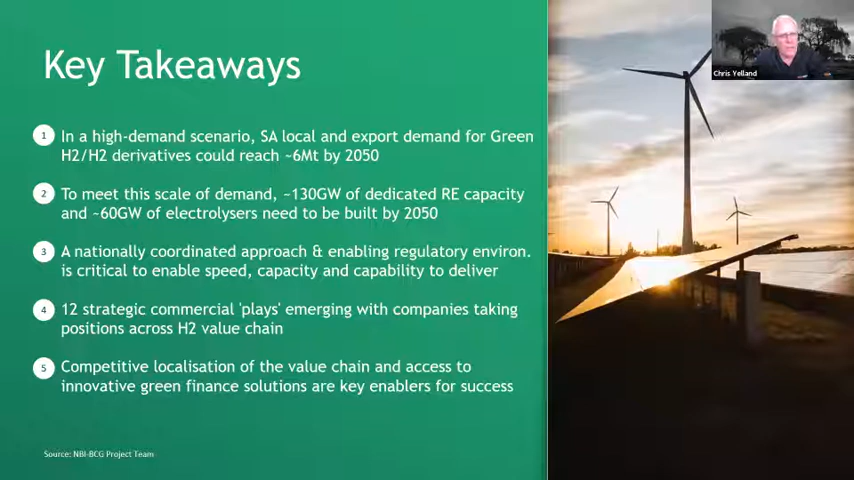 Key Takeaways
Chris Yelland
1 In a high-demand scenario, SA local and export demand for Green
H2/H2 derivatives could reach ~6Mt by 2050
2 To meet this scale of demand, ~130GW of dedicated RE capacity
and ~60GW of electrolysers need to be built by 2050
3 A nationally coordinated approach & enabling regulatory environ.
is critical to enable speed, capacity and capability to deliver
4 12 strategic commercial 'plays' emerging with companies taking
positions across H2 value chain
5 Competitive localisation of the value chain and access to
innovative green finance solutions are key enablers for success
Source: NBI-BCG Project Team